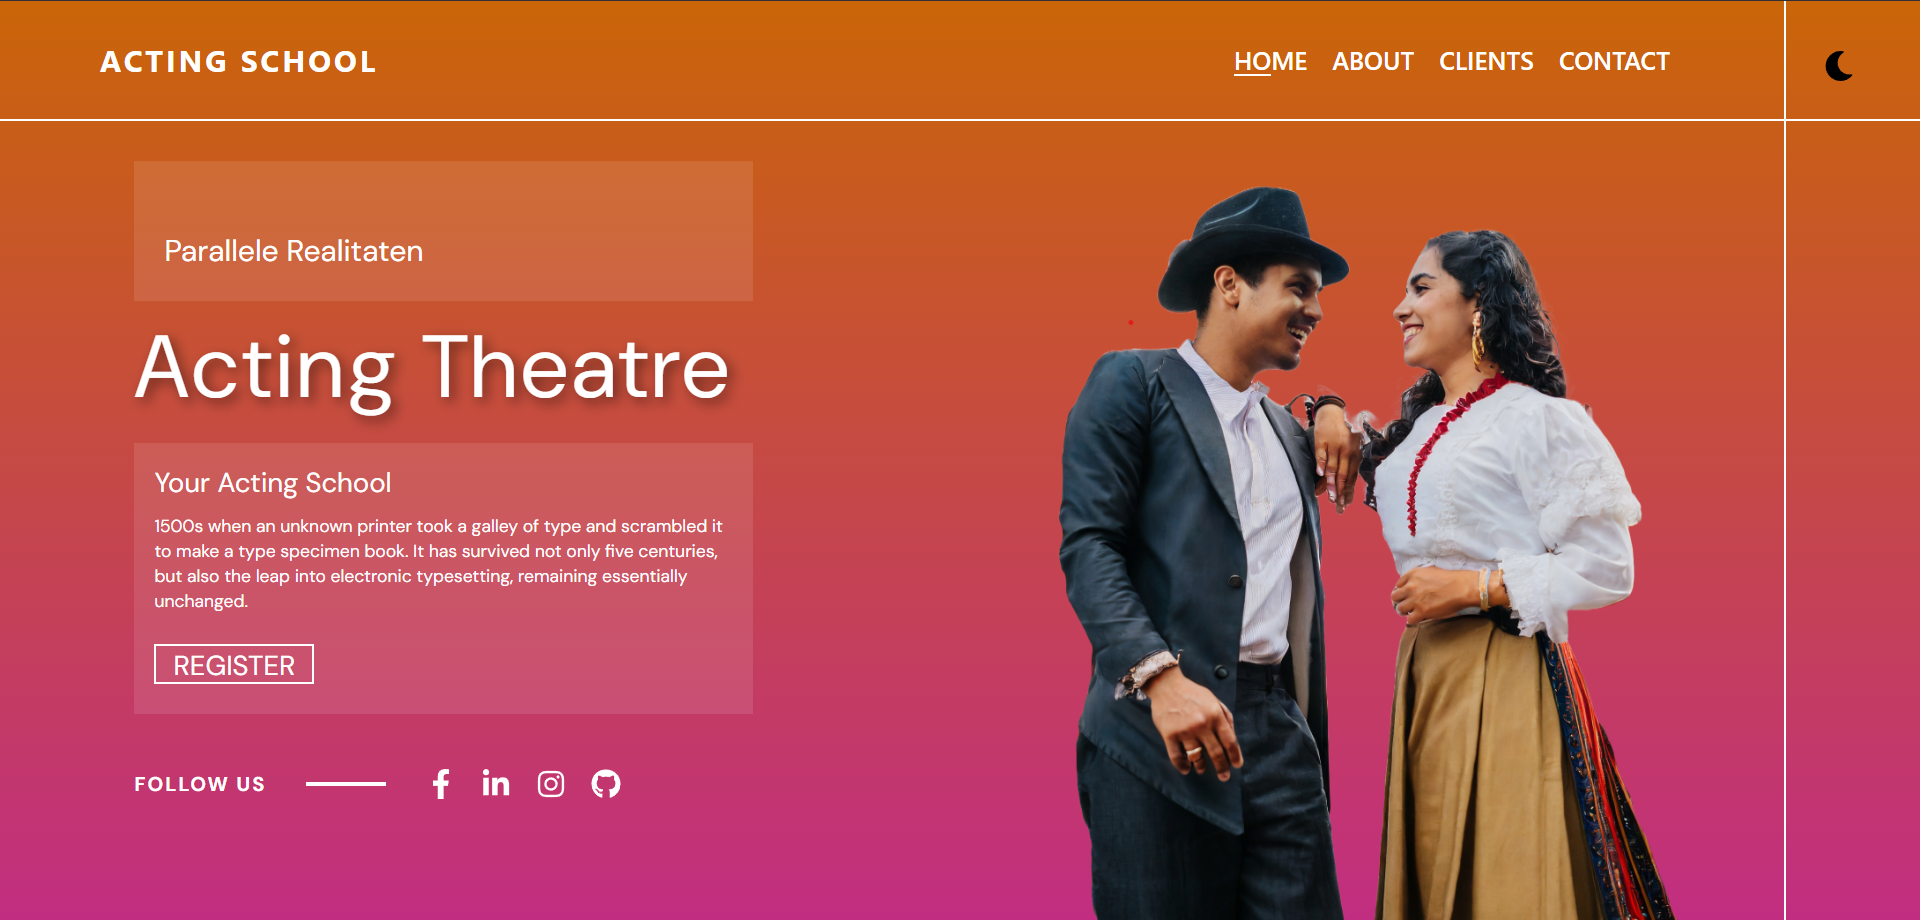 ACTING SCHOOL
HOME ABOUT CLIENTS CONTACT
Parallele Realitaten
Acting Theatre
Your Acting School
1500s when an unknown printer took a galley of type and scrambled it
to make a type specimen book. It has survived not only five centuries,
but also the leap into electronic typesetting, remaining essentially
unchanged.
REGISTER
FOLLOW US